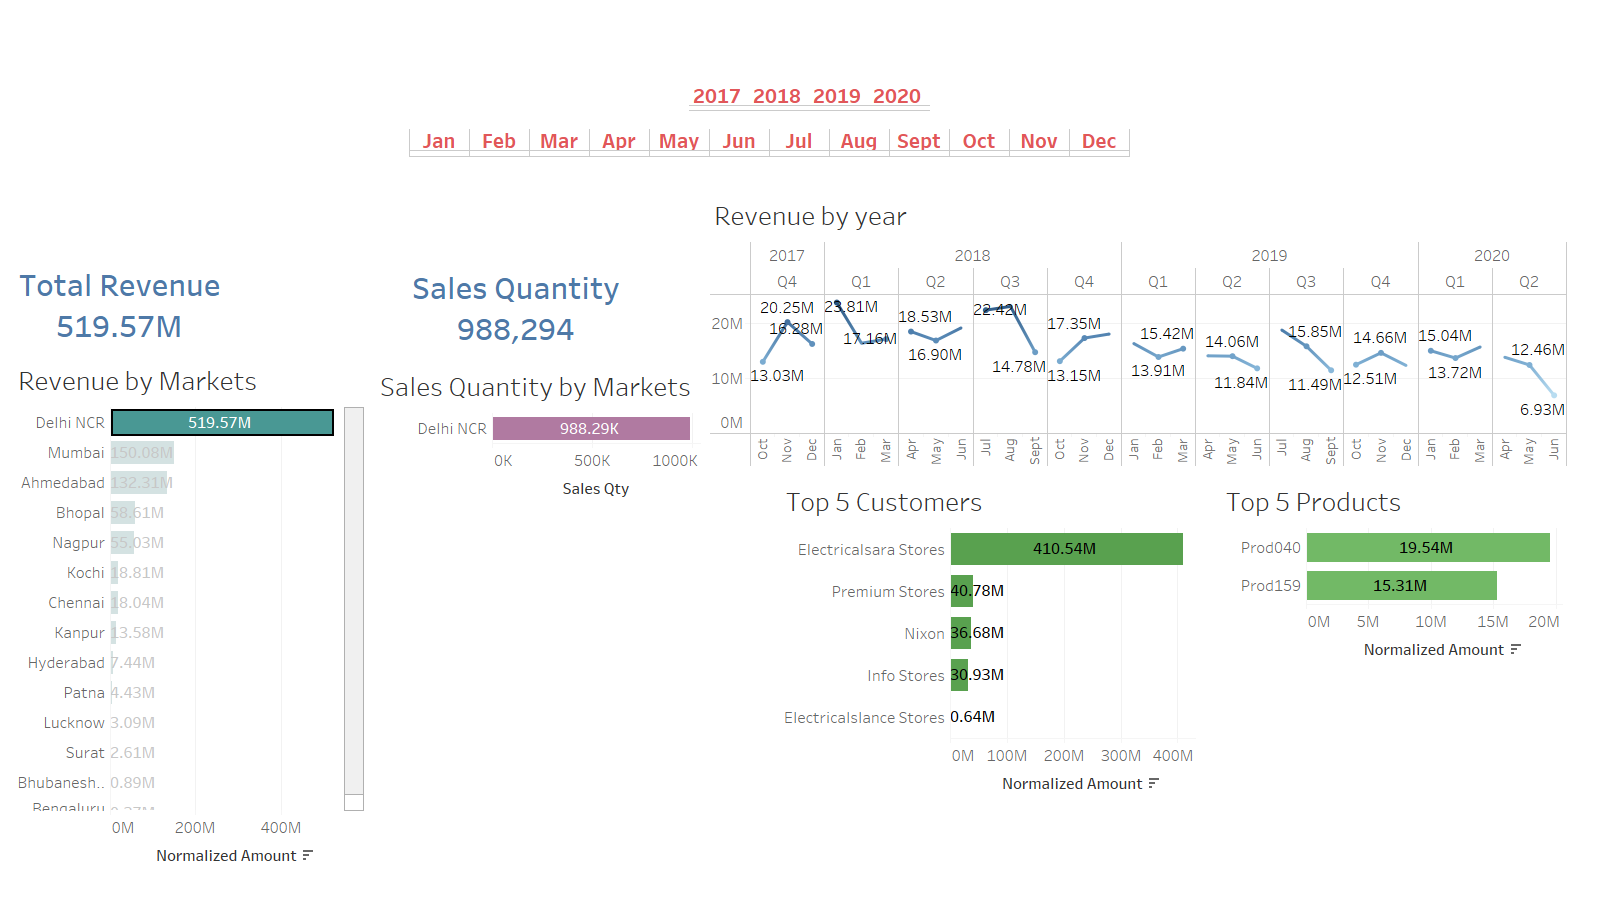 2017 2018 2019 2020
Jan Feb Mar Apr May Jun Jul Aug Sept Oct Nov Dec
Total Revenue
519.57M
Sales Quantity
988,294
Revenue by year
2017 2018 2019 2020
Q4 Q1 Q2 Q3 Q4 Q1 Q2 Q3 Q4 Q1 Q2
20M
10M
0M
13.03M
20.25M
16.28M
23.81M
17.16M
18.53M
16.90M
22.42M
14.78M
13.15M
17.35M
13.91M
15.42M
14.06M
11.84M
15.85M
11.49M
12.51M
14.66M
15.04M
13.72M
12.46M
6.93M
Oct Nov Dec Jan Feb Mar Apr May Jun Jul Aug Sept Oct Nov Dec Jan Feb Mar Apr May Jun Jul Aug Sept Oct Nov Dec Jan Feb Mar Apr May Jun
Revenue by Markets
Delhi NCR 519.57M
Mumbai 150.08M
Ahmedabad 132.31M
Bhopal 58.61M
Nagpur 55.03M
Kochi 18.81M
Chennai 18.04M
Kanpur 13.58M
Hyderabad 7.44M
Patna 4.43M
Lucknow 3.09M
Surat 2.61M
Bhubanesh.. 0.89M
Bengaluru
0M 200M 400M
Normalized Amount
Sales Quantity by Markets
Delhi NCR 988.29K
0K 500K 1000K
Sales Qty
Top 5 Customers
Electricalsara Stores 410.54M
Premium Stores 40.78M
Nixon 36.68M
Info Stores 30.93M
Electricalslance Stores 0.64M
0M 100M 200M 300M 400M
Normalized Amount
Top 5 Products
Prod040 19.54M
Prod159 15.31M
0M 5M 10M 15M 20M
Normalized Amount